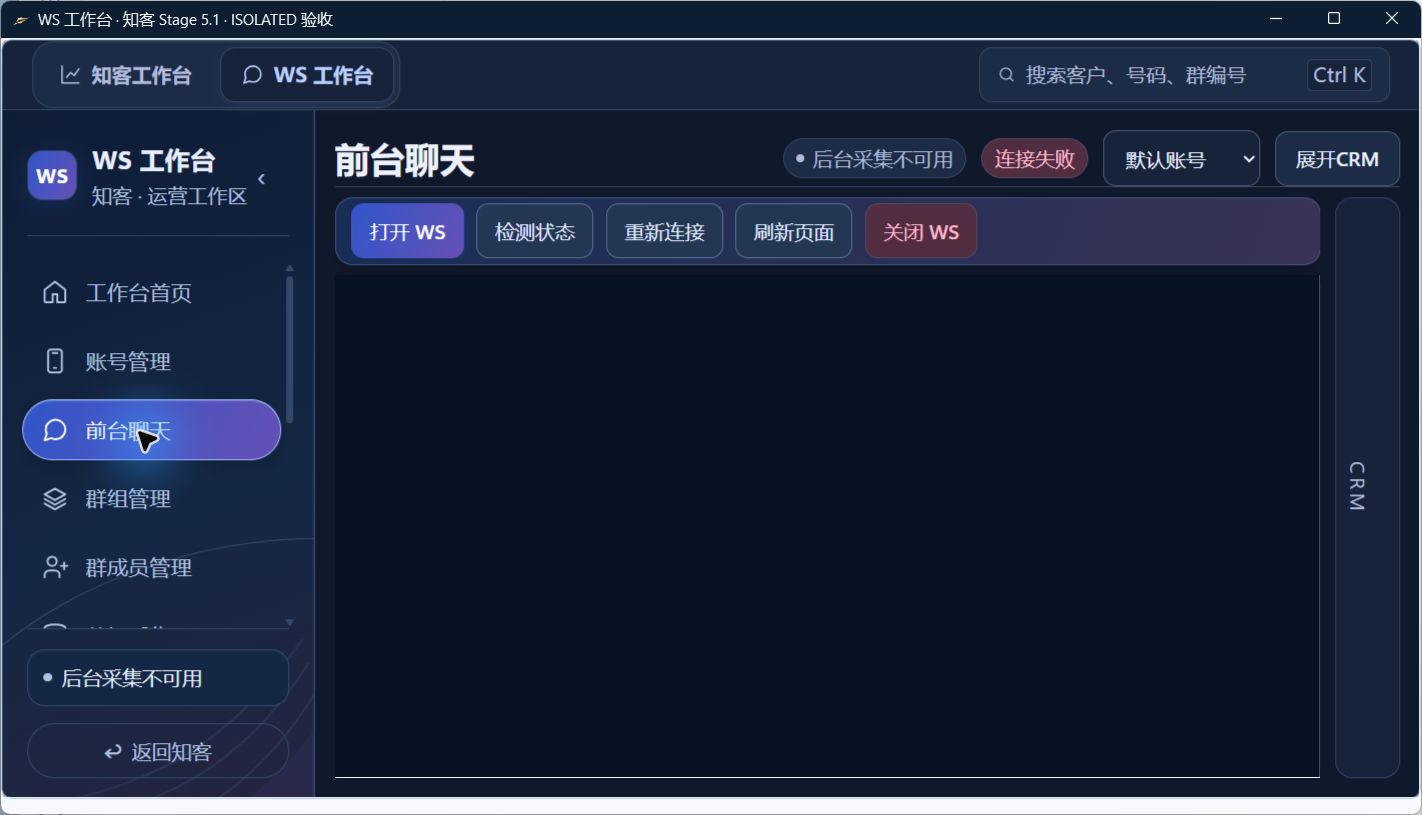 WS 工作台 · 知客 Stage 5.1 · ISOLATED 验收
知客工作台
WS 工作台
搜索客户、号码、群编号
Ctrl K
WS
WS 工作台
知客 · 运营工作区
工作台首页
账号管理
前台聊天
群组管理
群成员管理
后台采集不可用
返回知客
前台聊天
后台采集不可用
连接失败
默认账号
展开CRM
打开 WS
检测状态
重新连接
刷新页面
关闭 WS
CRM